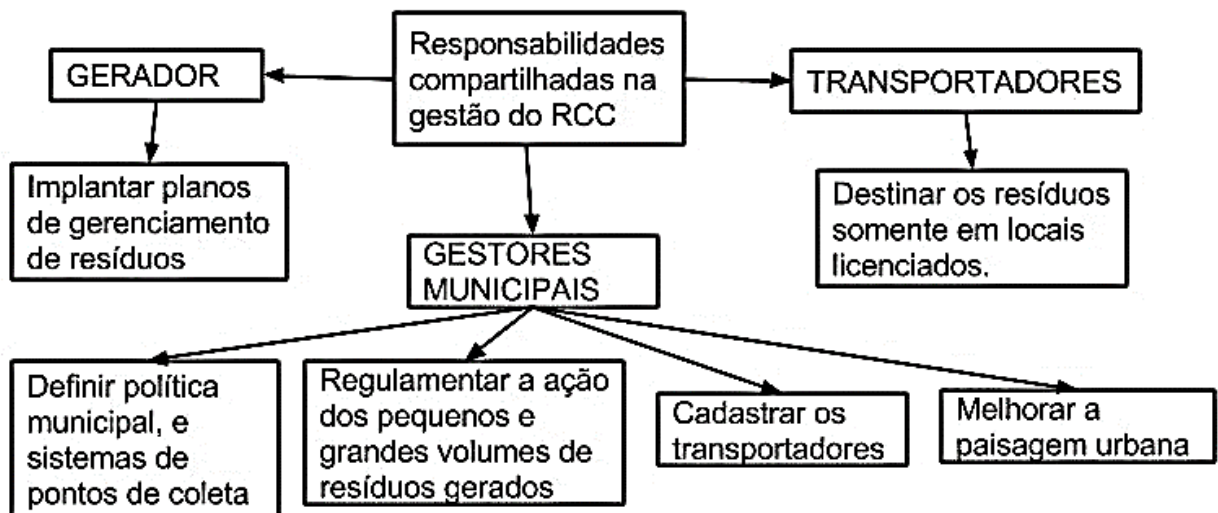 Responsabilidades
compartilhadas na
gestão do RCC
GERADOR
TRANSPORTADORES
Implantar planos
de gerenciamento
de resíduos
Destinar os resíduos
somente em locais
licenciados.
GESTORES
MUNICIPAIS
Definir política
municipal, e
sistemas de
pontos de coleta
Regulamentar a ação
dos pequenos e
grandes volumes de
resíduos gerados
Cadastrar os
transportadores
Melhorar a
paisagem urbana